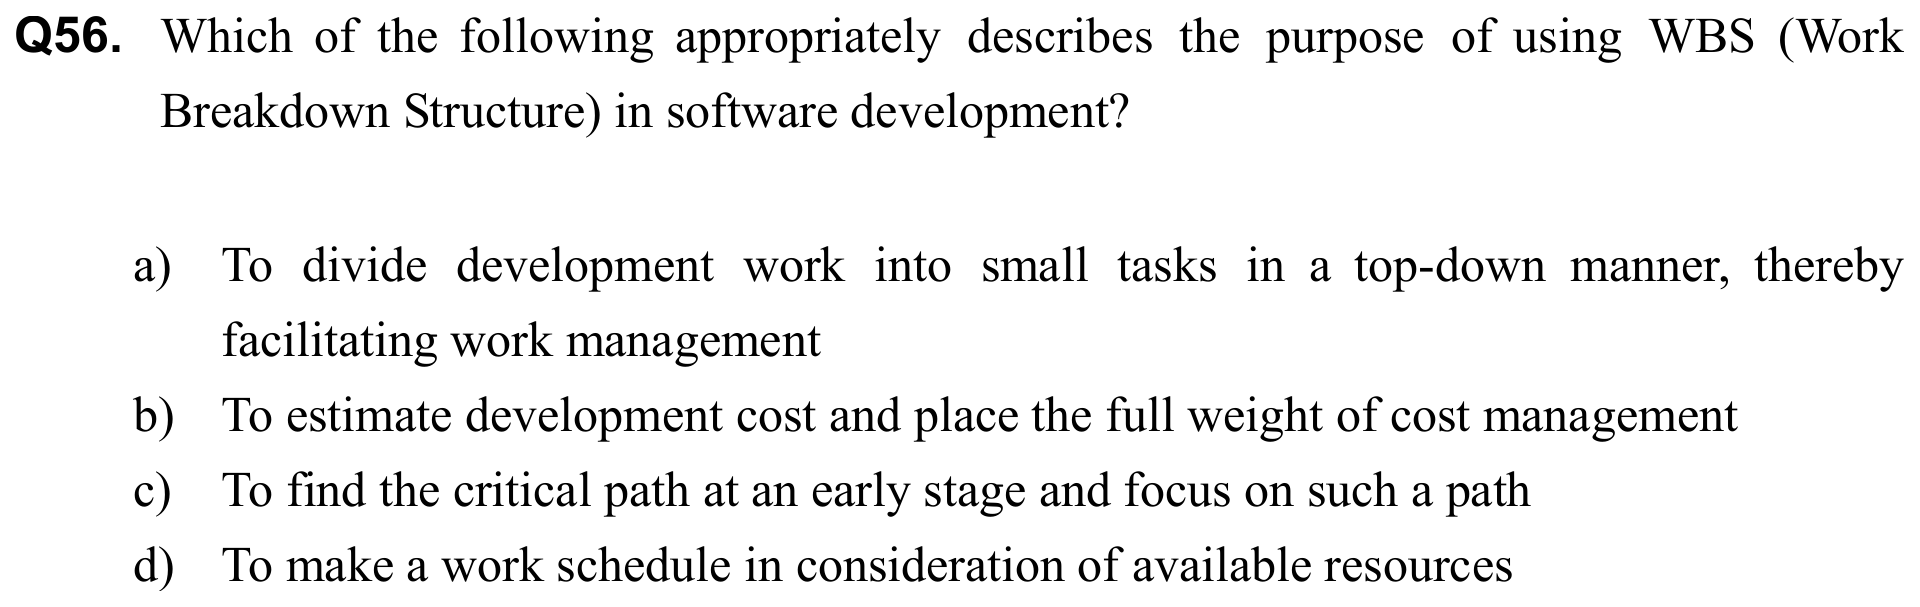 Q56. Which of the following appropriately describes the purpose of using WBS (Work
Breakdown Structure) in software development?
a) To divide development work into small tasks in a top-down manner, thereby
facilitating work management
b) To estimate development cost and place the full weight of cost management
c) To find the critical path at an early stage and focus on such a path
d) To make a work schedule in consideration of available resources